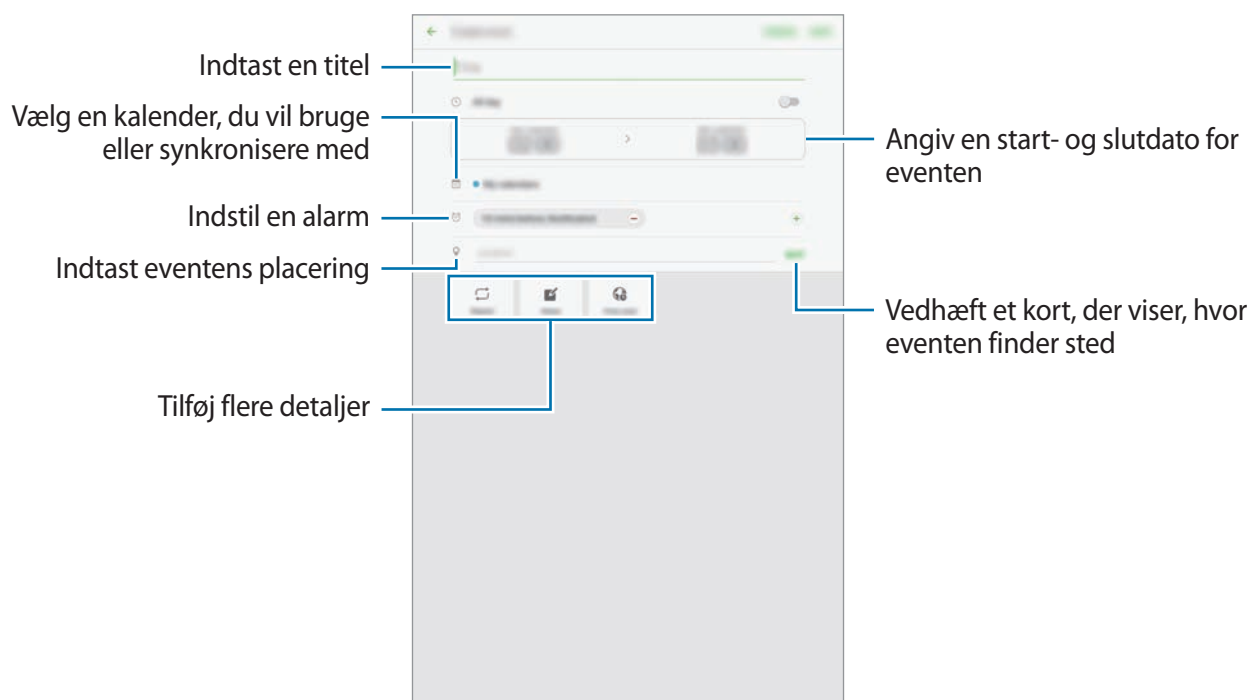 Indtast en titel
Vælg en kalender, du vil bruge
eller synkronisere med
Indstil en alarm
Indtast eventens placering
Tilføj flere detaljer
Angiv en start- og slutdato for
eventen
Vedhæft et kort, der viser, hvor
eventen finder sted